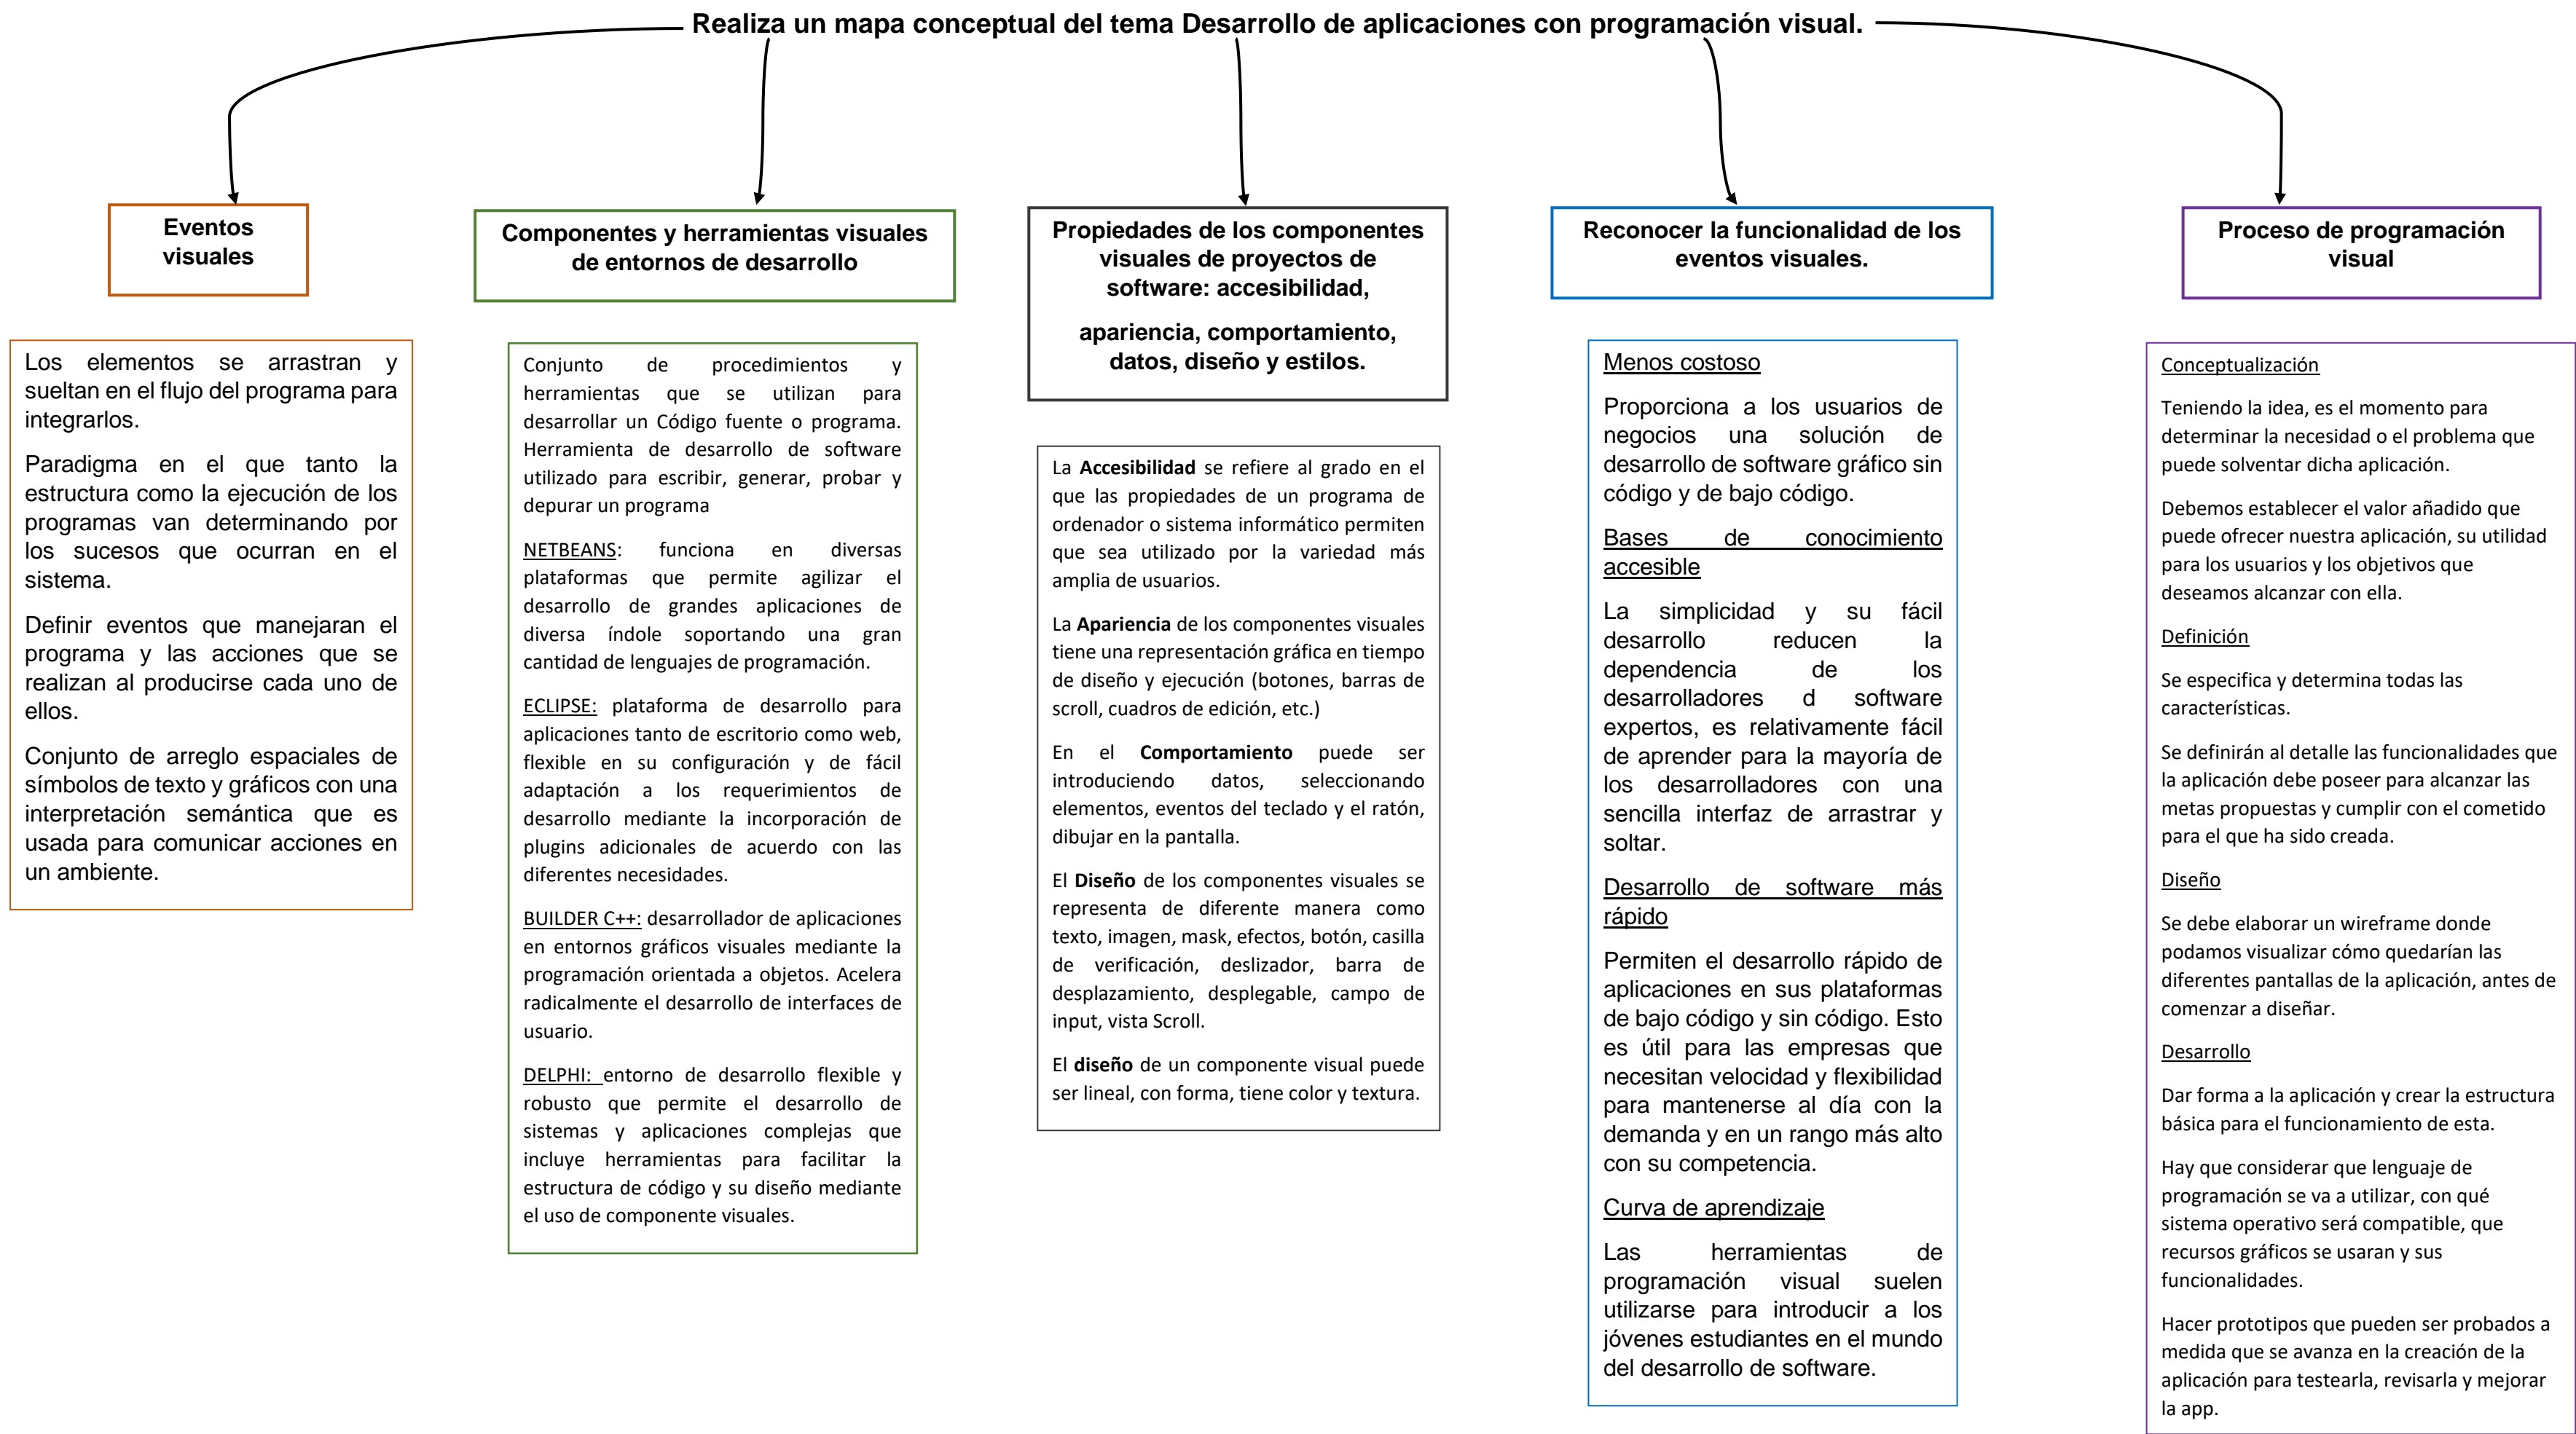 Realiza un mapa conceptual del tema Desarrollo de aplicaciones con programación visual.
Eventos
visuales
Los elementos se arrastran y
sueltan en el flujo del programa para
integrarlos.
Paradigma en el que tanto la
estructura como la ejecución de los
programas van determinando por
los sucesos que ocurran en el
sistema.
Definir eventos que manejaran el
programa y las acciones que se
realizan al producirse cada uno de
ellos.
Conjunto de arreglo espaciales de
símbolos de texto y gráficos con una
interpretación semántica que es
usada para comunicar acciones en
un ambiente.
Componentes y herramientas visuales
de entornos de desarrollo
Conjunto de procedimientos y
herramientas que se utilizan para
desarrollar un Código fuente o programa.
Herramienta de desarrollo de software
utilizado para escribir, generar, probar y
depurar un programa
NETBEANS: funciona en diversas
plataformas que permite agilizar el
desarrollo de grandes aplicaciones de
diversa índole soportando una gran
cantidad de lenguajes de programación.
ECLIPSE: plataforma de desarrollo para
aplicaciones tanto de escritorio como web,
flexible en su configuración y de fácil
adaptación a los requerimientos de
desarrollo mediante la incorporación de
plugins adicionales de acuerdo con las
diferentes necesidades.
BUILDER C++: desarrollador de aplicaciones
en entornos gráficos visuales mediante la
programación orientada a objetos. Acelera
radicalmente el desarrollo de interfaces de
usuario.
DELPHI: entorno de desarrollo flexible y
robusto que permite el desarrollo de
sistemas y aplicaciones complejas que
incluye herramientas para facilitar la
estructura de código y su diseño mediante
el uso de componente visuales.
Propiedades de los componentes
visuales de proyectos de
software: accesibilidad,
apariencia, comportamiento,
datos, diseño y estilos.
La Accesibilidad se refiere al grado en el
que las propiedades de un programa de
ordenador o sistema informático permiten
que sea utilizado por la variedad más
amplia de usuarios.
La Apariencia de los componentes visuales
tiene una representación gráfica en tiempo
de diseño y ejecución (botones, barras de
scroll, cuadros de edición, etc.)
En el Comportamiento puede ser
introduciendo datos, seleccionando
elementos, eventos del teclado y el ratón,
dibujar en la pantalla.
El Diseño de los componentes visuales se
representa de diferente manera como
texto, imagen, mask, efectos, botón, casilla
de verificación, deslizador, barra de
desplazamiento, desplegable, campo de
input, vista Scroll.
El diseño de un componente visual puede
ser lineal, con forma, tiene color y textura.
Reconocer la funcionalidad de los
eventos visuales.
Menos costoso
Proporciona a los usuarios de
negocios una solución de
desarrollo de software gráfico sin
código y de bajo código.
Bases de conocimiento
accesible
La simplicidad y su fácil
desarrollo reducen la
dependencia de los
desarrolladores d software
expertos, es relativamente fácil
de aprender para la mayoría de
los desarrolladores con una
sencilla interfaz de arrastrar y
soltar.
Desarrollo de software más
rápido
Permiten el desarrollo rápido de
aplicaciones en sus plataformas
de bajo código y sin código. Esto
es útil para las empresas que
necesitan velocidad y flexibilidad
para mantenerse al día con la
demanda y en un rango más alto
con su competencia.
Curva de aprendizaje
Las herramientas de
programación visual suelen
utilizarse para introducir a los
jóvenes estudiantes en el mundo
del desarrollo de software.
Proceso de programación
visual
Conceptualización
Teniendo la idea, es el momento para
determinar la necesidad o el problema que
puede solventar dicha aplicación.
Debemos establecer el valor añadido que
puede ofrecer nuestra aplicación, su utilidad
para los usuarios y los objetivos que
deseamos alcanzar con ella.
Definición
Se especifica y determina todas las
características.
Se definirán al detalle las funcionalidades que
la aplicación debe poseer para alcanzar las
metas propuestas y cumplir con el cometido
para el que ha sido creada.
Diseño
Se debe elaborar un wireframe donde
podamos visualizar cómo quedarían las
diferentes pantallas de la aplicación, antes de
comenzar a diseñar.
Desarrollo
Dar forma a la aplicación y crear la estructura
básica para el funcionamiento de esta.
Hay que considerar que lenguaje de
programación se va a utilizar, con qué
sistema operativo será compatible, que
recursos gráficos se usaran y sus
funcionalidades.
Hacer prototipos que pueden ser probados a
medida que se avanza en la creación de la
aplicación para testearla, revisarla y mejorar
la app.